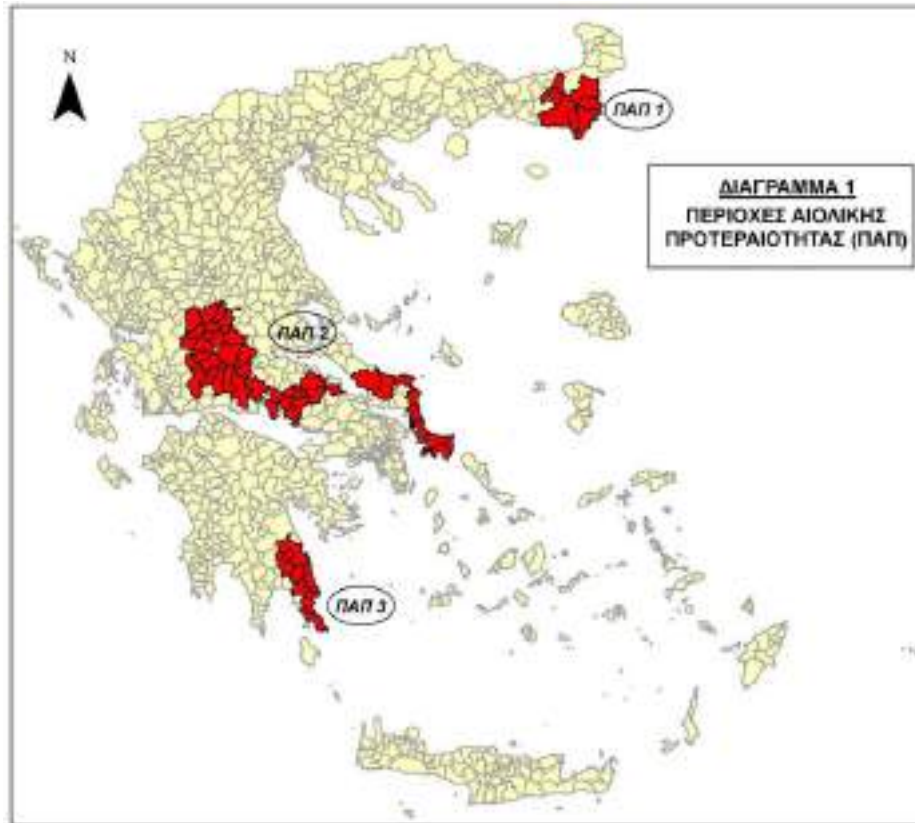 N
ΠΑΠ 1
ΔΙΑΓΡΑΜΜΑ 1
ΠΕΡΙΟΧΕΣ ΑΙΟΛΙΚΗΣ
ΠΡΟΤΕΡΑΙΟΤΗΤΑΣ (ΠΑΠ)
ΠΑΠ 2
ΠΑΠ 3